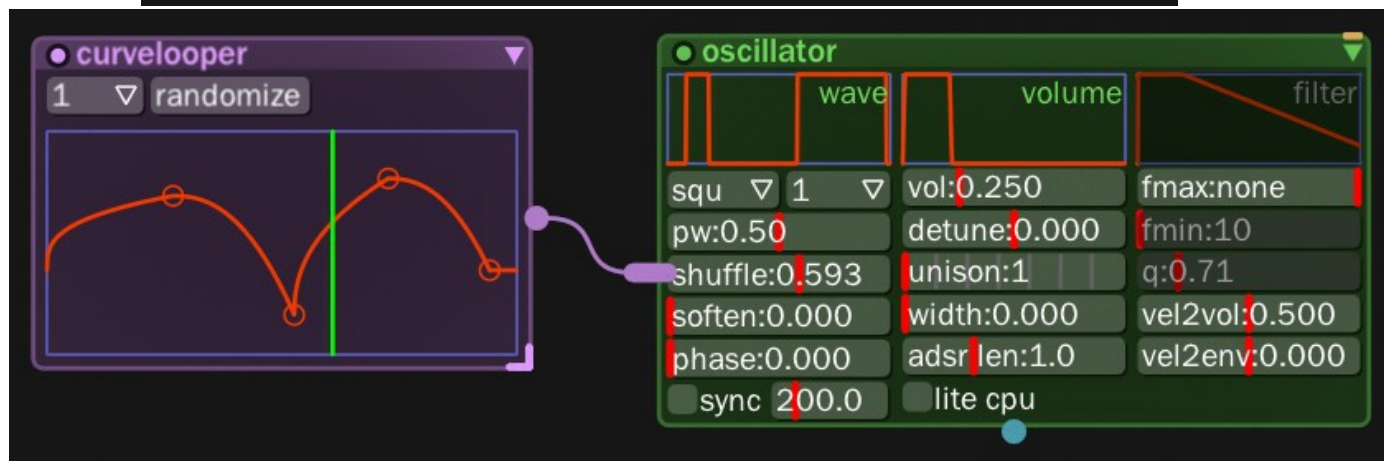 curvelooper
1 randomize
oscillator
wave volume filter
squ 1 vol:0.250 fmax:none
pw:0.50 detune:0.000 fmin:10
shuffle:0.593 unison:1 q:0.71
soften:0.000 width:0.000 vel2vol:0.500
phase:0.000 adsr len:1.0 vel2env:0.000
sync 200.0 lite cpu